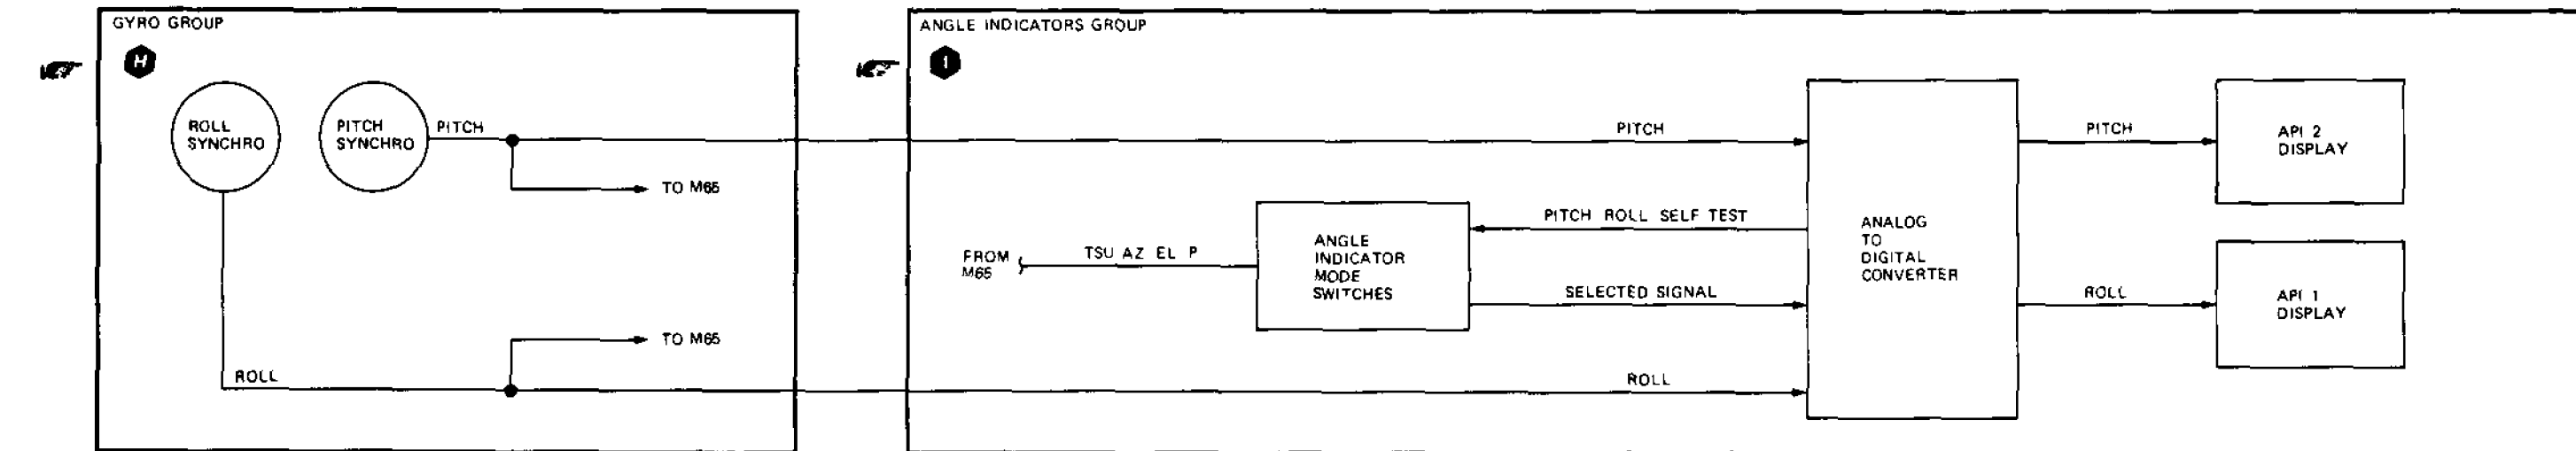 GYRO GROUP
H
ROLL
SYNCHRO
PITCH
SYNCHRO
PITCH
TO M65
TO M65
ROLL
ANGLE INDICATORS GROUP
1
PITCH
FROM
M65
TSU AZ EL P
ANGLE
INDICATOR
MODE
SWITCHES
PITCH ROLL SELF TEST
SELECTED SIGNAL
ROLL
ANALOG
TO
DIGITAL
CONVERTER
PITCH
API 2
DISPLAY
ROLL
API 1
DISPLAY